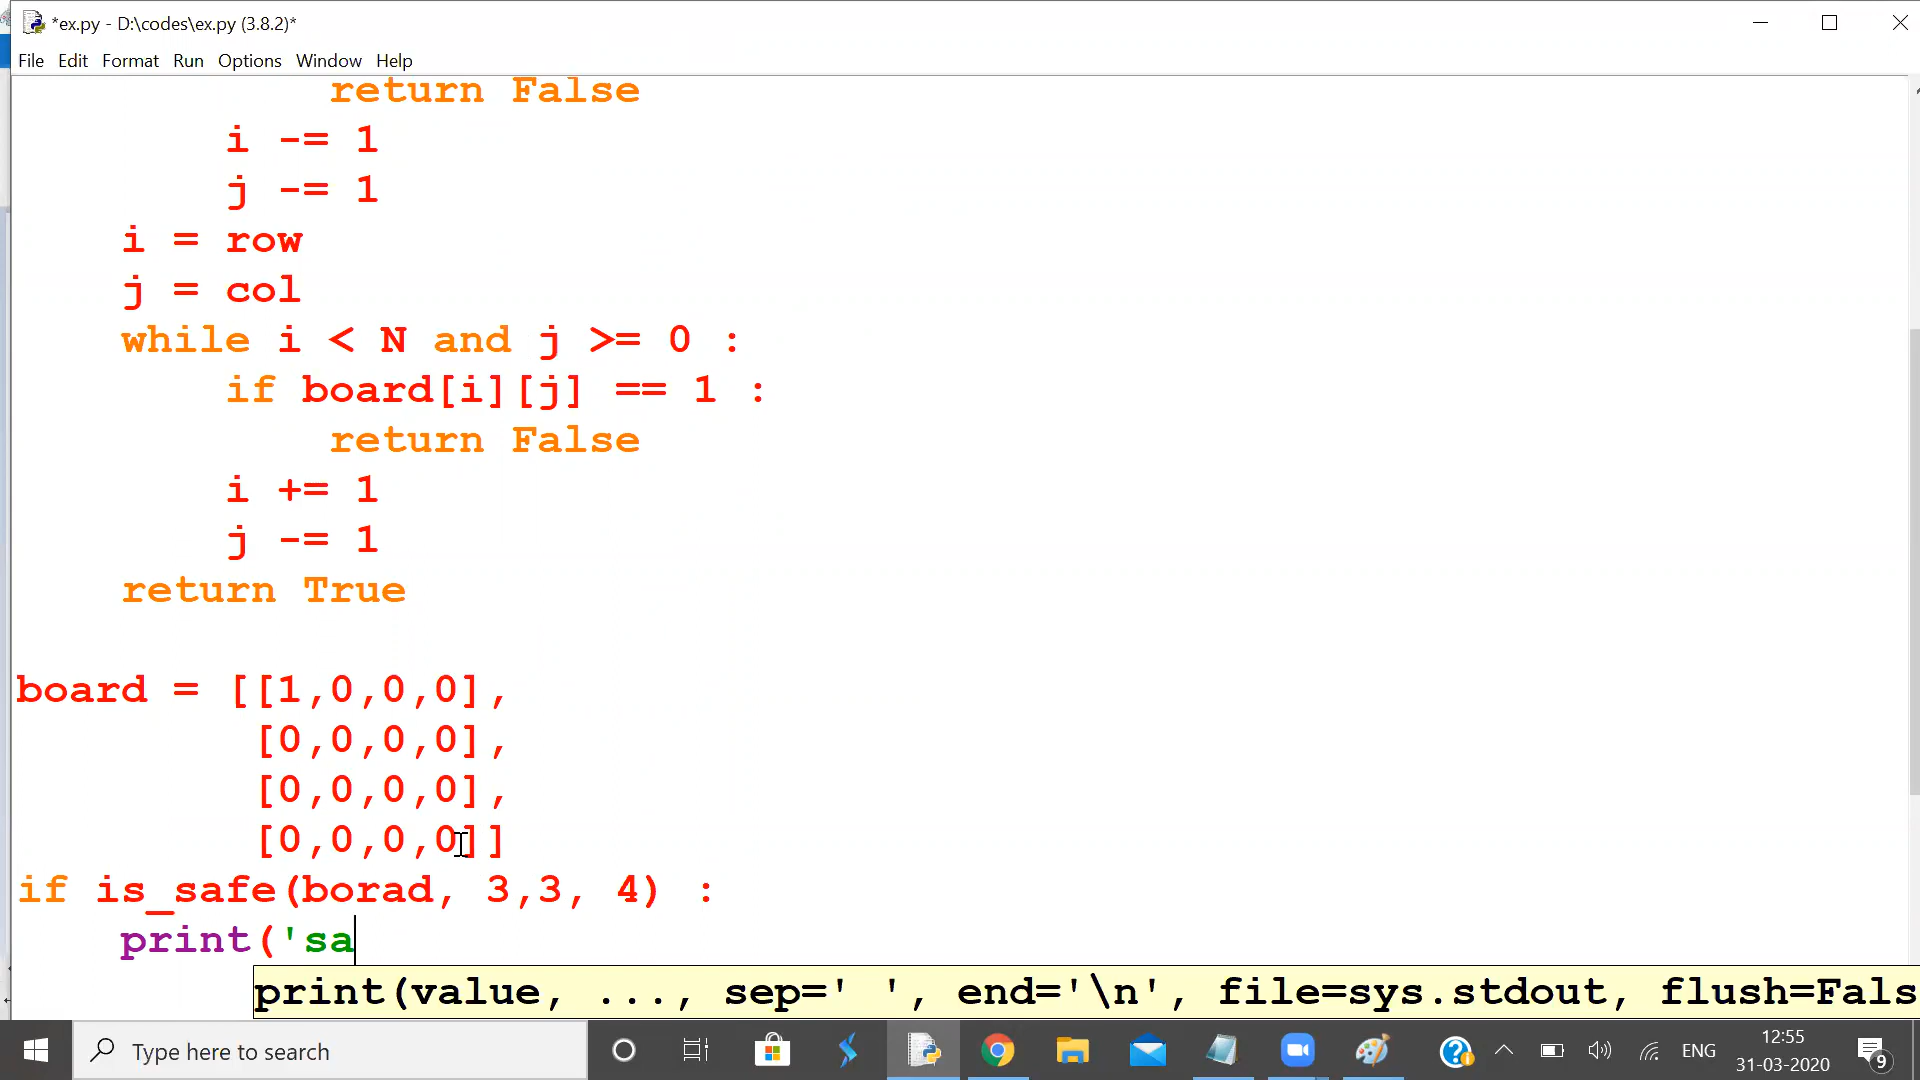 *ex.py - D:\codes\ex.py (3.8.2)*
File Edit Format Run Options Window Help
return False
i -= 1
j -= 1
i = row
j = col
while i < N and j >= 0 :
if board[i][j] == 1 :
return False
i += 1
j -= 1
return True
board = [[1,0,0,0],
[0,0,0,0],
[0,0,0,0],
[0,0,0,0]]
if is_safe(borad, 3,3, 4) :
print('sa
print(value, ..., sep=' ', end='\n', file=sys.stdout, flush=Fals
Type here to search
ENG
12:55
31-03-2020
9